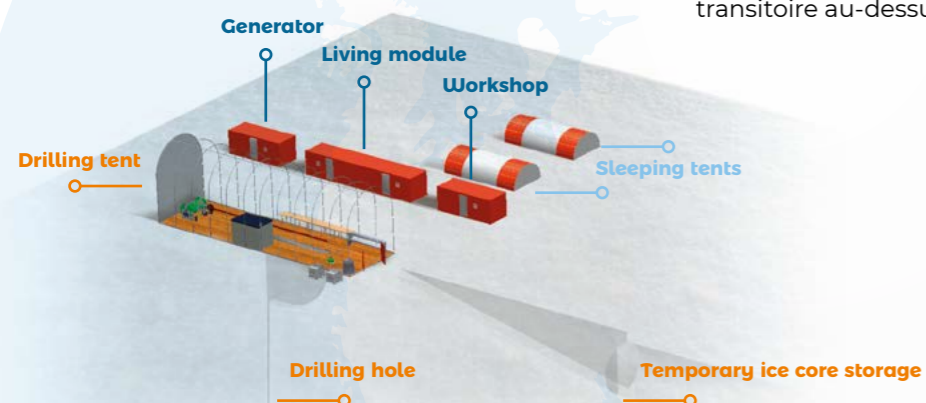 transitoire au-dessu
Generator
Living module
Workshop
Drilling tent
Sleeping tents
Drilling hole
Temporary ice core storage